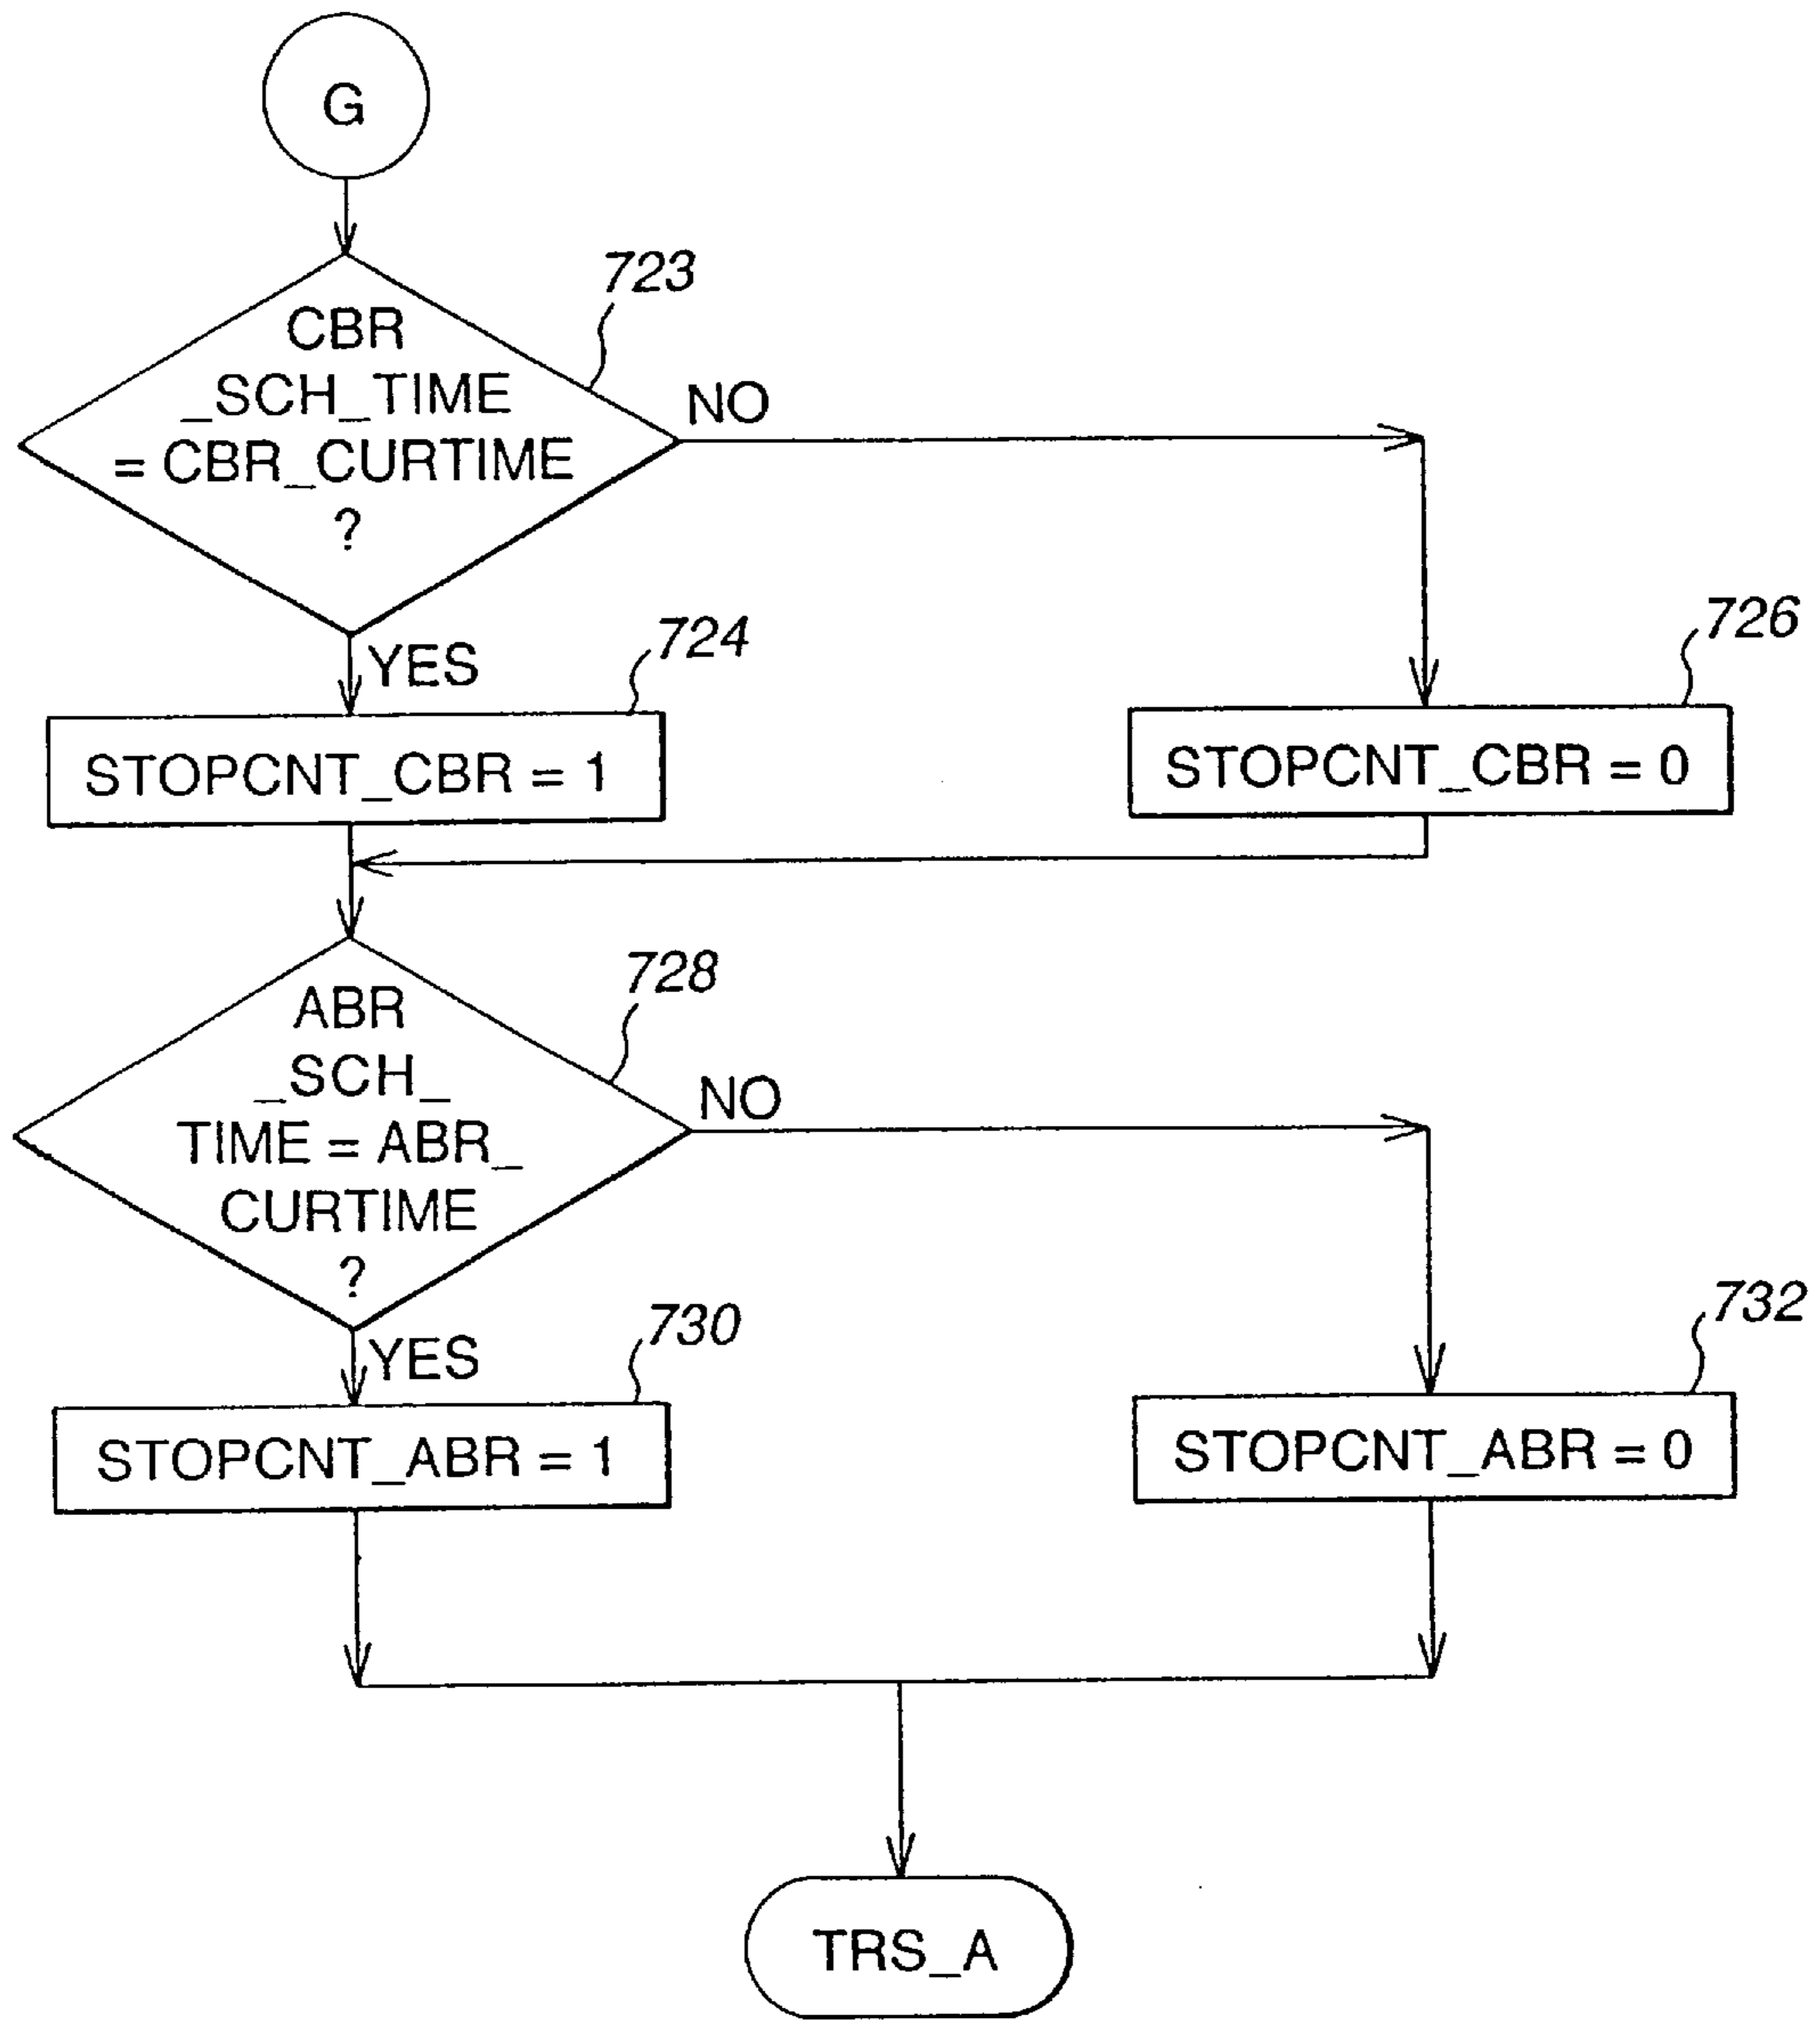 G
723
CBR
_SCH_TIME
= CBR_CURTIME
?
NO
YES
724
STOPCNT_CBR = 1
726
STOPCNT_CBR = 0
728
ABR
_SCH_
TIME = ABR_
CURTIME
?
NO
YES
730
STOPCNT_ABR = 1
732
STOPCNT_ABR = 0
TRS_A